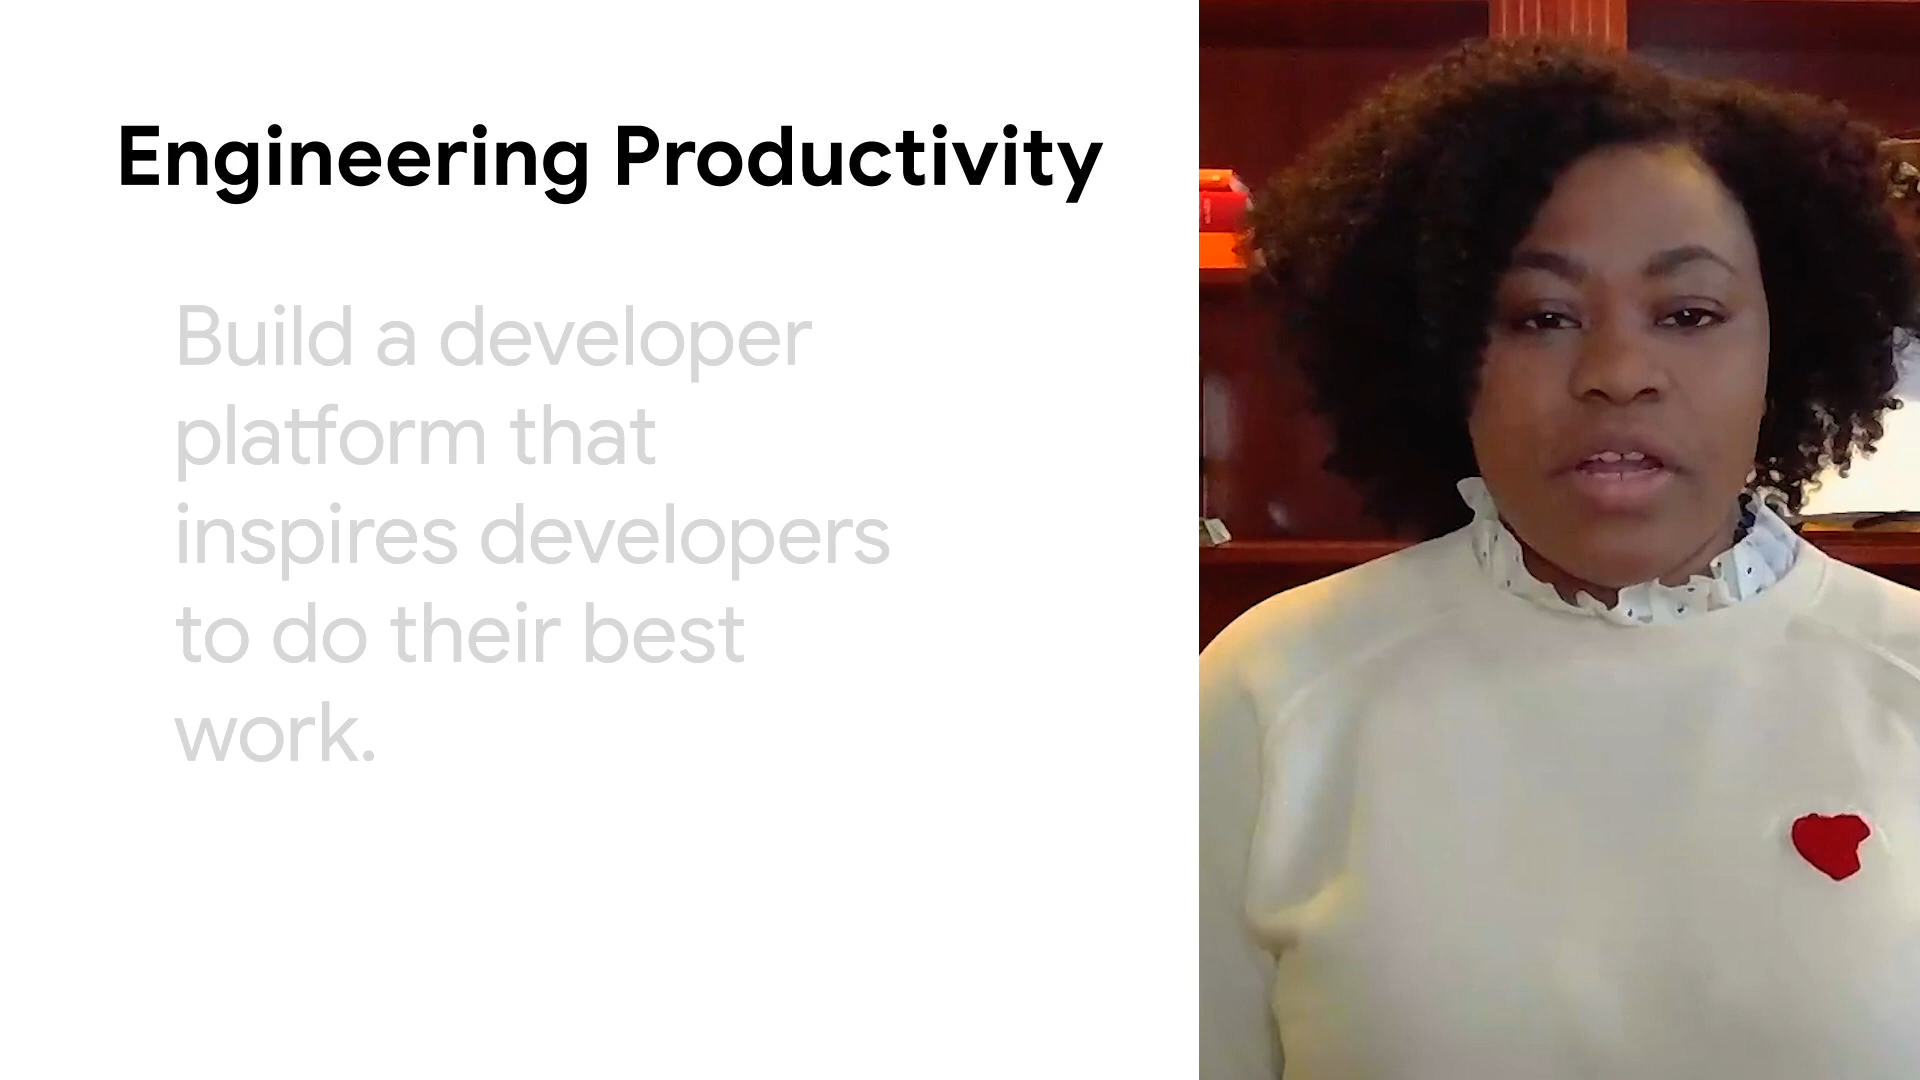 Engineering Productivity
Build a developer
platform that
inspires developers
to do their best
work.